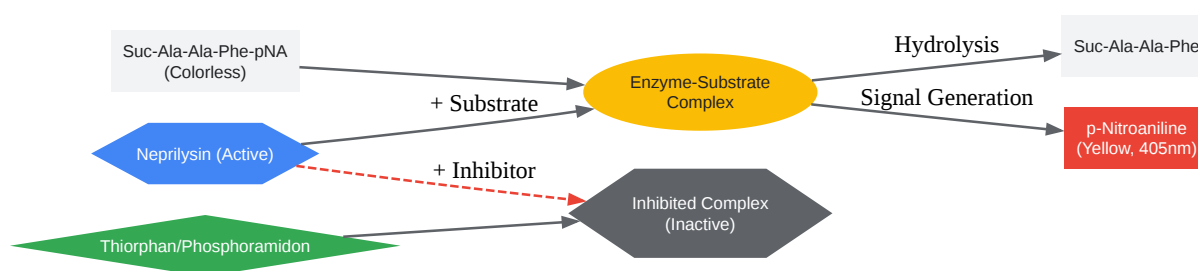 Suc-Ala-Ala-Phe-pNA
(Colorless)
Neprilysin (Active)
Thiorphan/Phosphoramidon
+ Substrate
+ Inhibitor
Enzyme-Substrate
Complex
Inhibited Complex
(Inactive)
Hydrolysis
Signal Generation
Suc-Ala-Ala-Phe
p-Nitroaniline
(Yellow, 405nm)